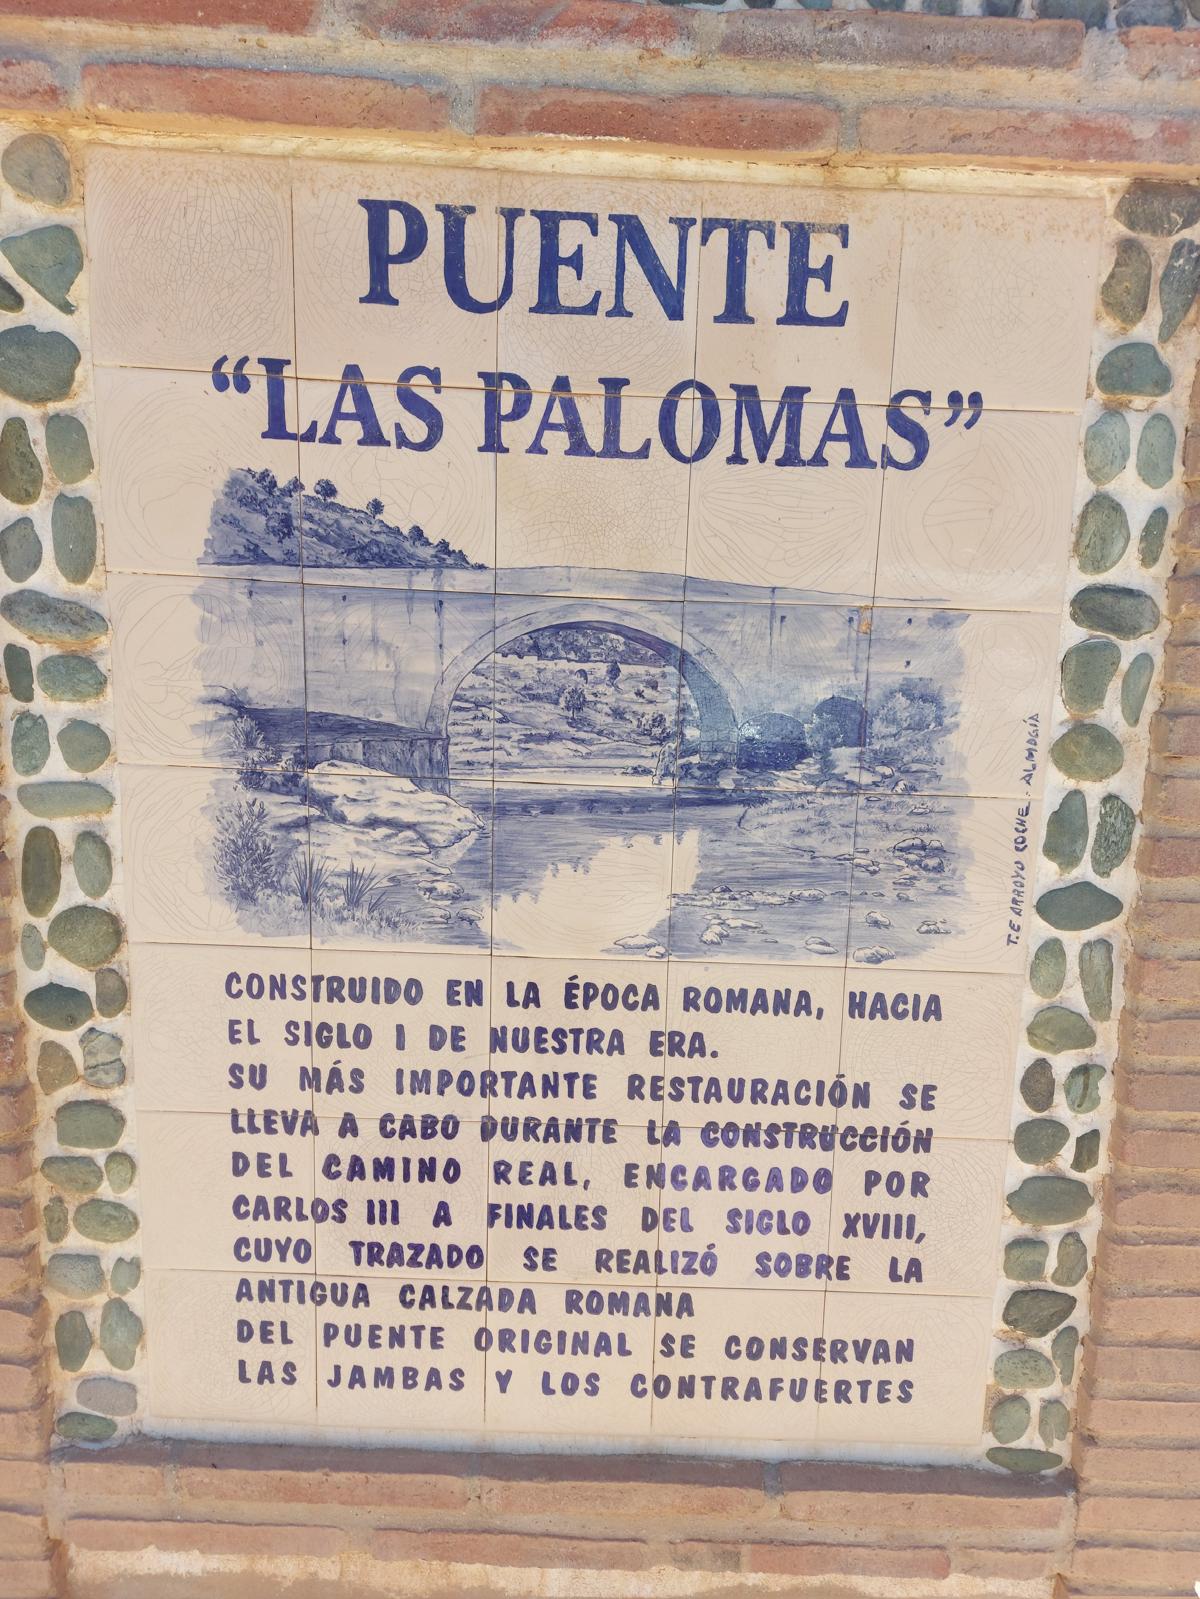 PUENTE
“LAS PALOMAS”
T.E ARROYO COCHE. ALMOGÍA
CONSTRUIDO EN LA ÉPOCA ROMANA, HACIA
EL SIGLO I DE NUESTRA ERA.
SU MÁS IMPORTANTE RESTAURACIÓN SE
LLEVA A CABO DURANTE LA CONSTRUCCIÓN
DEL CAMINO REAL, ENCARGADO POR
CARLOS III A FINALES DEL SIGLO XVIII,
CUYO TRAZADO SE REALIZÓ SOBRE LA
ANTIGUA CALZADA ROMANA
DEL PUENTE ORIGINAL SE CONSERVAN
LAS JAMBAS Y LOS CONTRAFUERTES